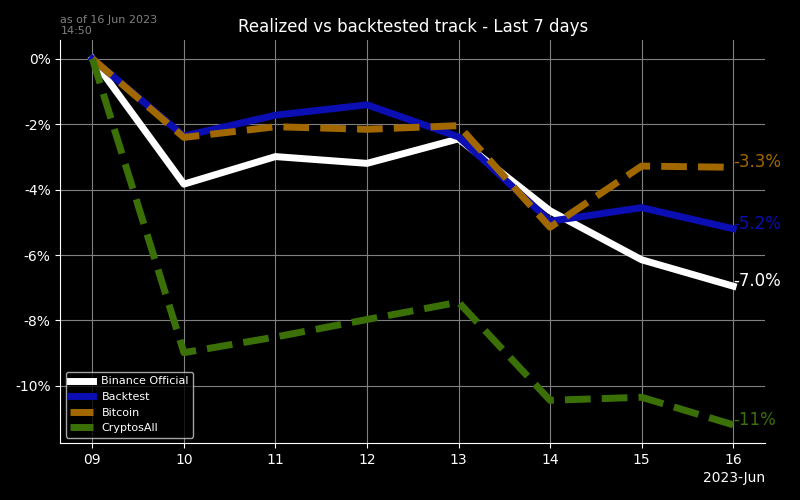 as of 16 Jun 2023
14:50
Realized vs backtested track - Last 7 days
0%
-2%
-4%
-6%
-8%
-10%
-3.3%
-5.2%
-7.0%
-11%
Binance Official
Backtest
Bitcoin
CryptosAll
09 10 11 12 13 14 15 16
2023-Jun